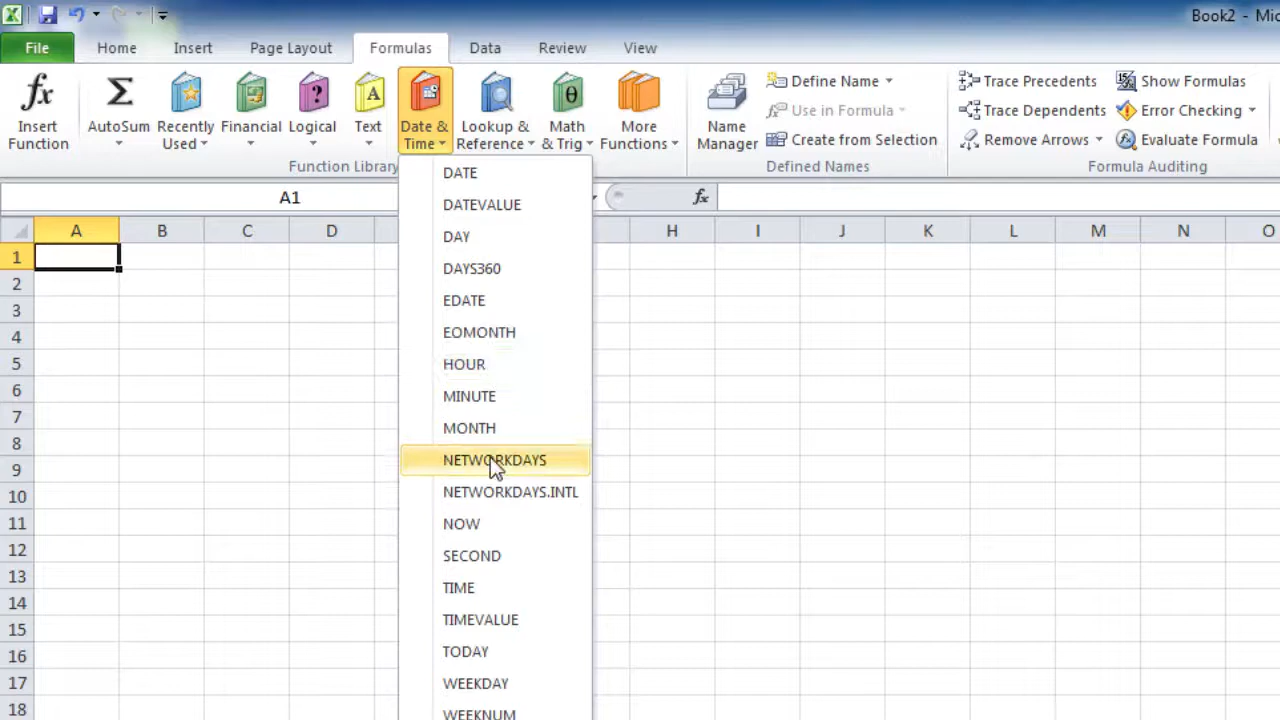 Book2 - Mic
File Home Insert Page Layout Formulas Data Review View
fx Σ ? A θ
Insert Function
AutoSum
Recently Used
Financial
Logical
Text
Date & Time
Lookup & Reference
Math & Trig
More Functions
Function Library
Name Manager
Define Name
Use in Formula
Create from Selection
Defined Names
Trace Precedents
Trace Dependents
Remove Arrows
Show Formulas
Error Checking
Evaluate Formula
Formula Auditing
A1
fx
A B C D H I J K L M N O
1
2
3
4
5
6
7
8
9
10
11
12
13
14
15
16
17
18
DATE
DATEVALUE
DAY
DAYS360
EDATE
EOMONTH
HOUR
MINUTE
MONTH
NETWORKDAYS
NETWORKDAYS.INTL
NOW
SECOND
TIME
TIMEVALUE
TODAY
WEEKDAY
WEEKNUM